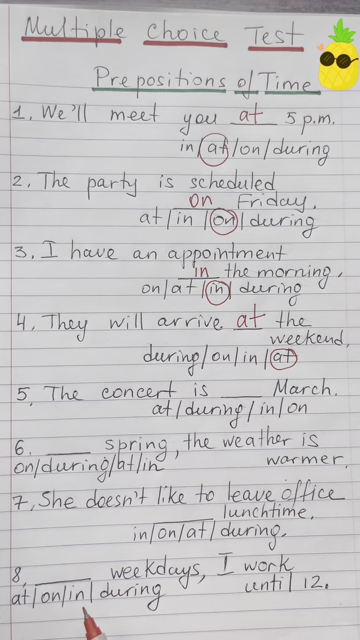 Multiple Choice Test
Prepositions of Time
1. We'll meet you at 5 p.m.
in/at/on/during
2. The party is scheduled
on Friday.
at/in/on/during
3. I have an appointment
in the morning.
on/at/in/during
4. They will arrive at the
weekend.
during/on/in/at
5. The concert is ___ March.
at/during/in/on
6. ___ spring, the weather is
on/during/at/in warmer.
7. She doesn't like to leave office
___ lunchtime.
in/on/at/during.
8. ___ weekdays, I work
at/on/in/during until 12.